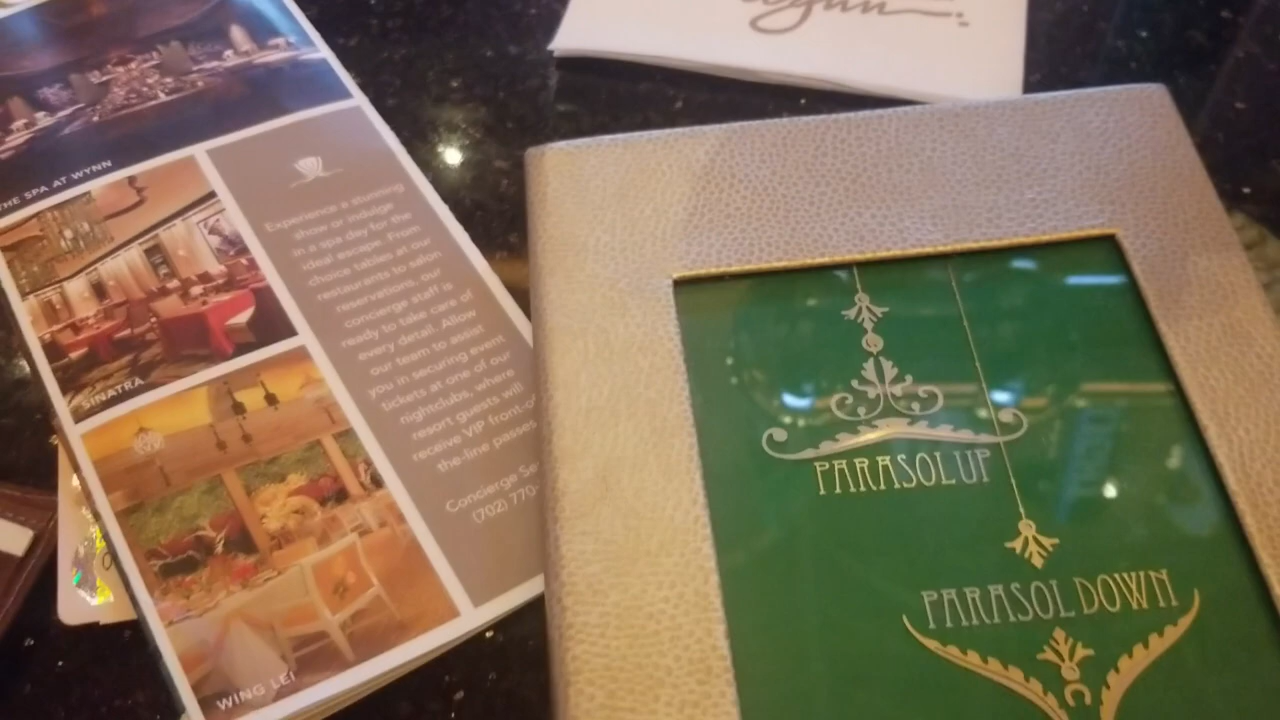 THE SPA AT WYNN
SINATRA
WING LEI
Experience a stunning
show or indulge
in a spa day for the
ideal escape. From
choice tables at our
restaurants to salon
reservations, our
concierge staff is
ready to take care of
every detail. Allow
our team to assist
you in securing event
tickets at one of our
nightclubs, where
resort guests will
receive VIP front-of
the-line passes
Concierge Se
(702) 770-
PARASOL UP
PARASOL DOWN